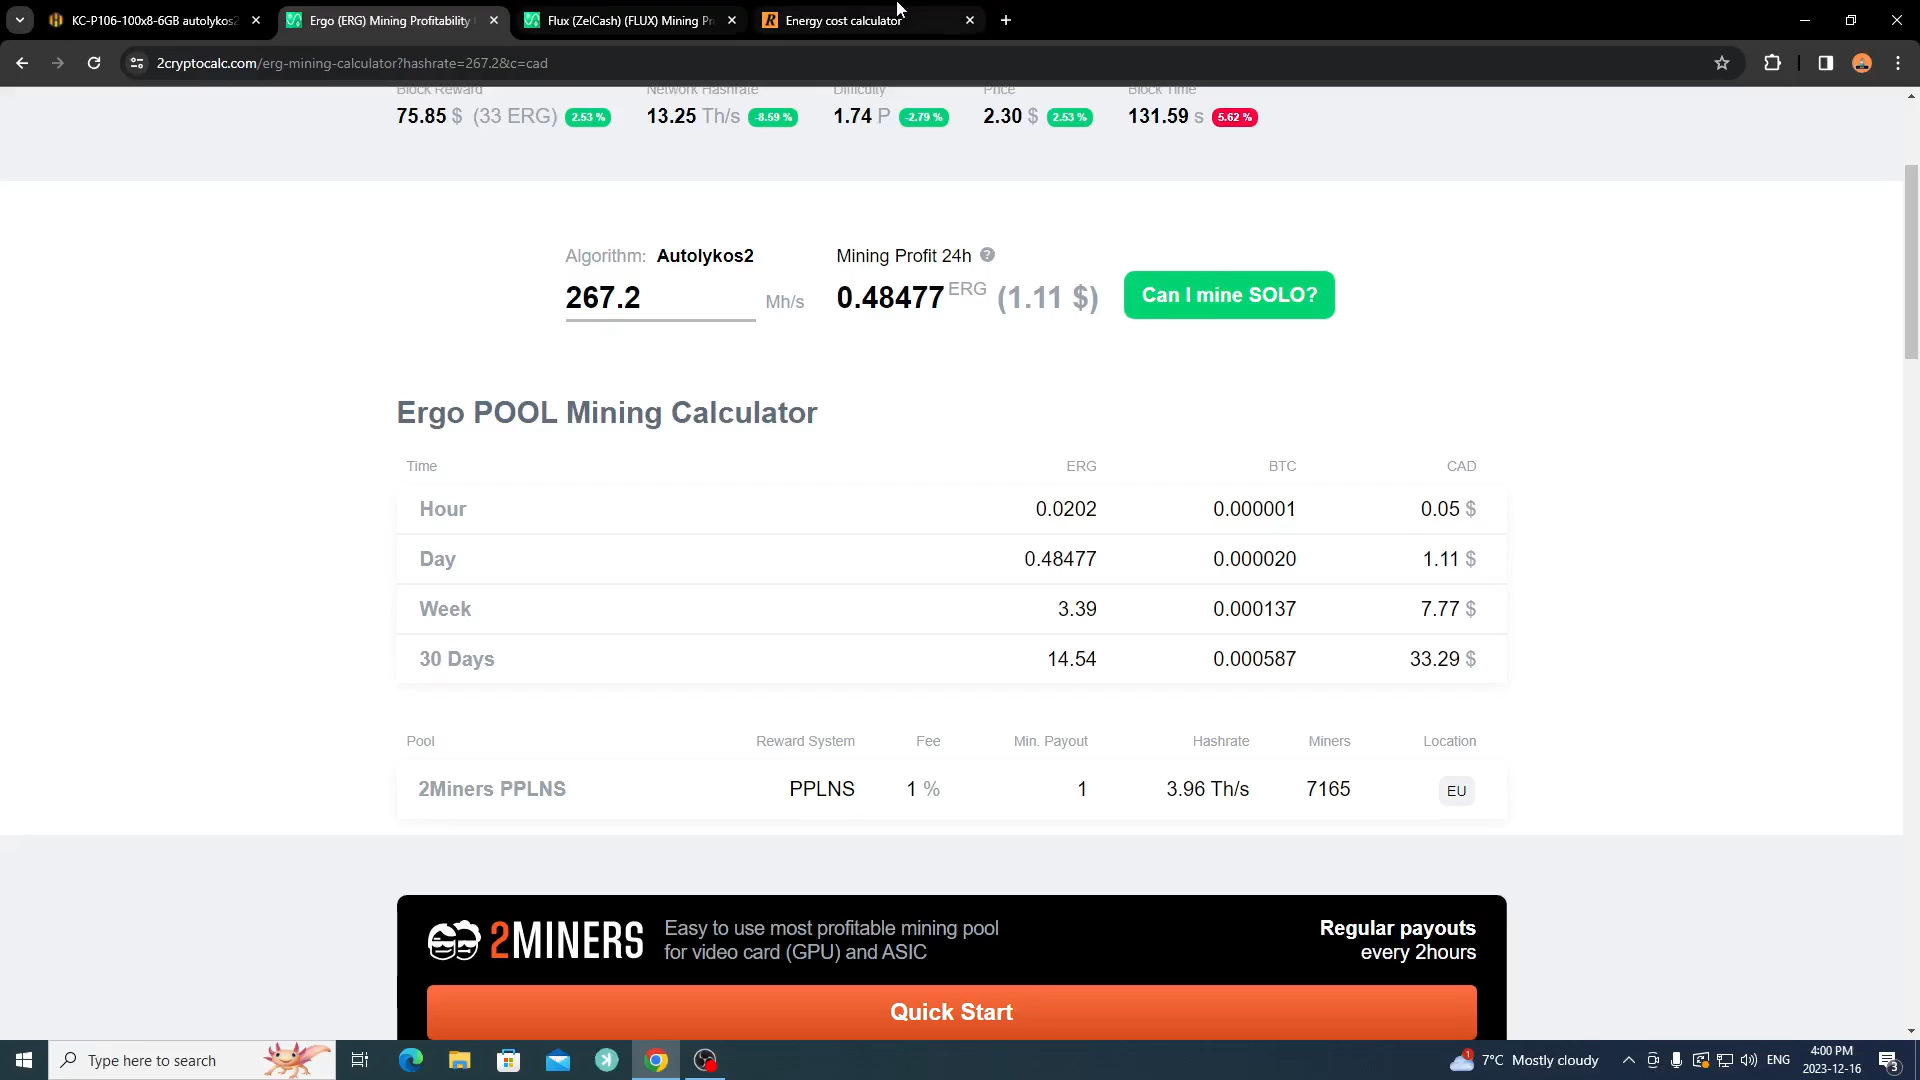 KC-P106-100x8-6GB autolykos2
Ergo (ERG) Mining Profitability
Flux (ZelCash) (FLUX) Mining Pr
Energy cost calculator
2cryptocalc.com/erg-mining-calculator?hashrate=267.2&c=cad
Block Reward Network Hashrate Difficulty Price Block Time
75.85 $ (33 ERG) 2.53 % 13.25 Th/s -8.59 % 1.74 P -2.79 % 2.30 $ 2.53 % 131.59 s 5.62 %
Algorithm: Autolykos2 Mining Profit 24h ?
267.2 Mh/s 0.48477 ERG (1.11 $) Can I mine SOLO?
Ergo POOL Mining Calculator
Time ERG BTC CAD
Hour 0.0202 0.000001 0.05 $
Day 0.48477 0.000020 1.11 $
Week 3.39 0.000137 7.77 $
30 Days 14.54 0.000587 33.29 $
Pool Reward System Fee Min. Payout Hashrate Miners Location
2Miners PPLNS PPLNS 1 % 1 3.96 Th/s 7165 EU
2MINERS
Easy to use most profitable mining pool
for video card (GPU) and ASIC
Regular payouts
every 2hours
Quick Start
Type here to search
1
7°C Mostly cloudy
ENG
4:00 PM
2023-12-16
3